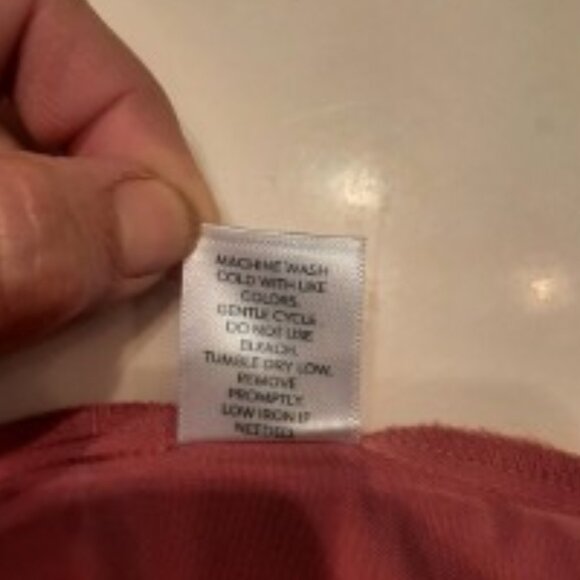 MACHINE WASH
COLD WITH LIKE
COLORS.
GENTLE CYCLE.
DO NOT USE
BLEACH.
TUMBLE DRY LOW.
REMOVE
PROMPTLY.
LOW IRON IF
NEEDED.